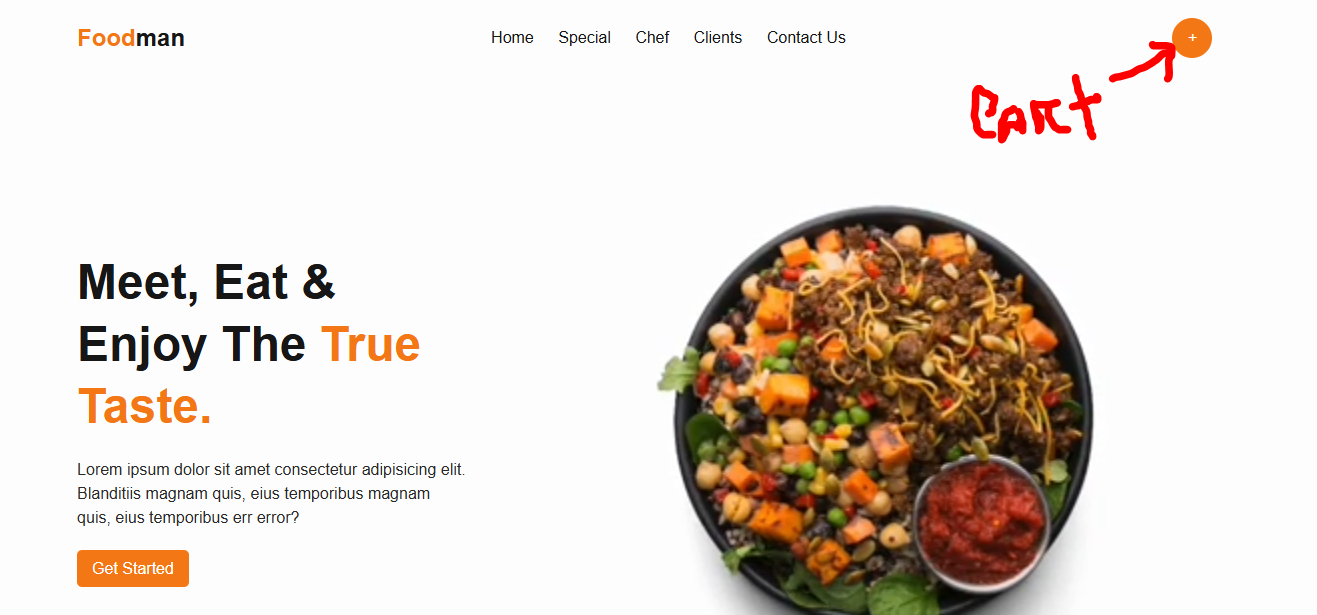 Foodman
Home Special Chef Clients Contact Us
+
Cart
Meet, Eat &
Enjoy The True
Taste.
Lorem ipsum dolor sit amet consectetur adipisicing elit.
Blanditiis magnam quis, eius temporibus magnam
quis, eius temporibus err error?
Get Started